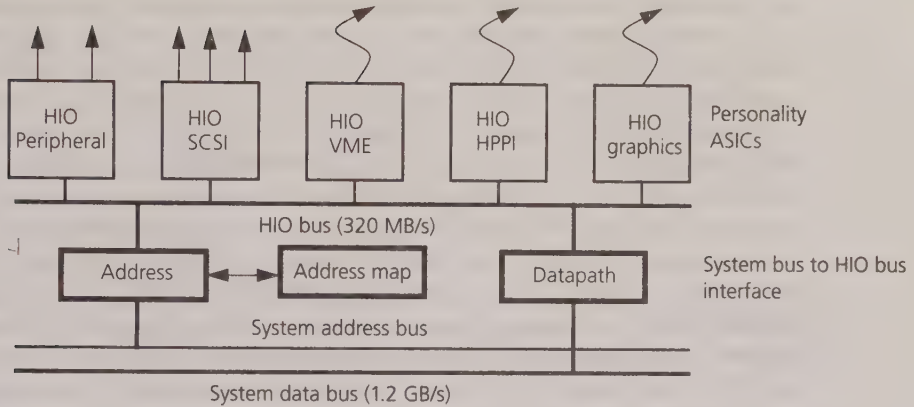 HIO
Peripheral
HIO
SCSI
HIO
VME
HIO
HPPI
HIO
graphics
Personality
ASICs
HIO bus (320 MB/s)
Address
Address map
Datapath
System bus to HIO bus
interface
System address bus
System data bus (1.2 GB/s)